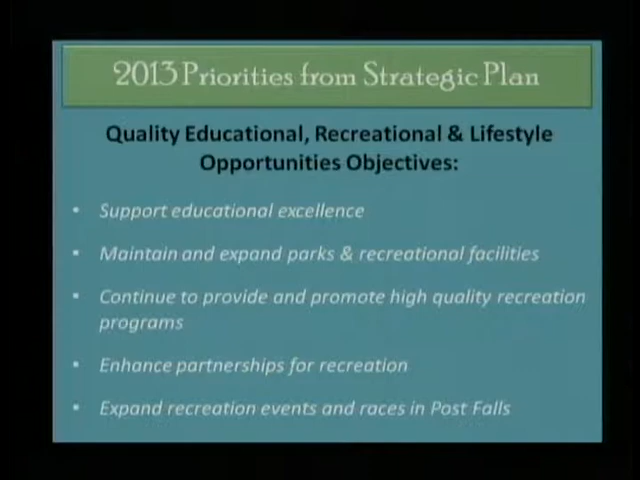 2013 Priorities from Strategic Plan
Quality Educational, Recreational & Lifestyle
Opportunities Objectives:
• Support educational excellence
• Maintain and expand parks & recreational facilities
• Continue to provide and promote high quality recreation
programs
• Enhance partnerships for recreation
• Expand recreation events and races in Post Falls